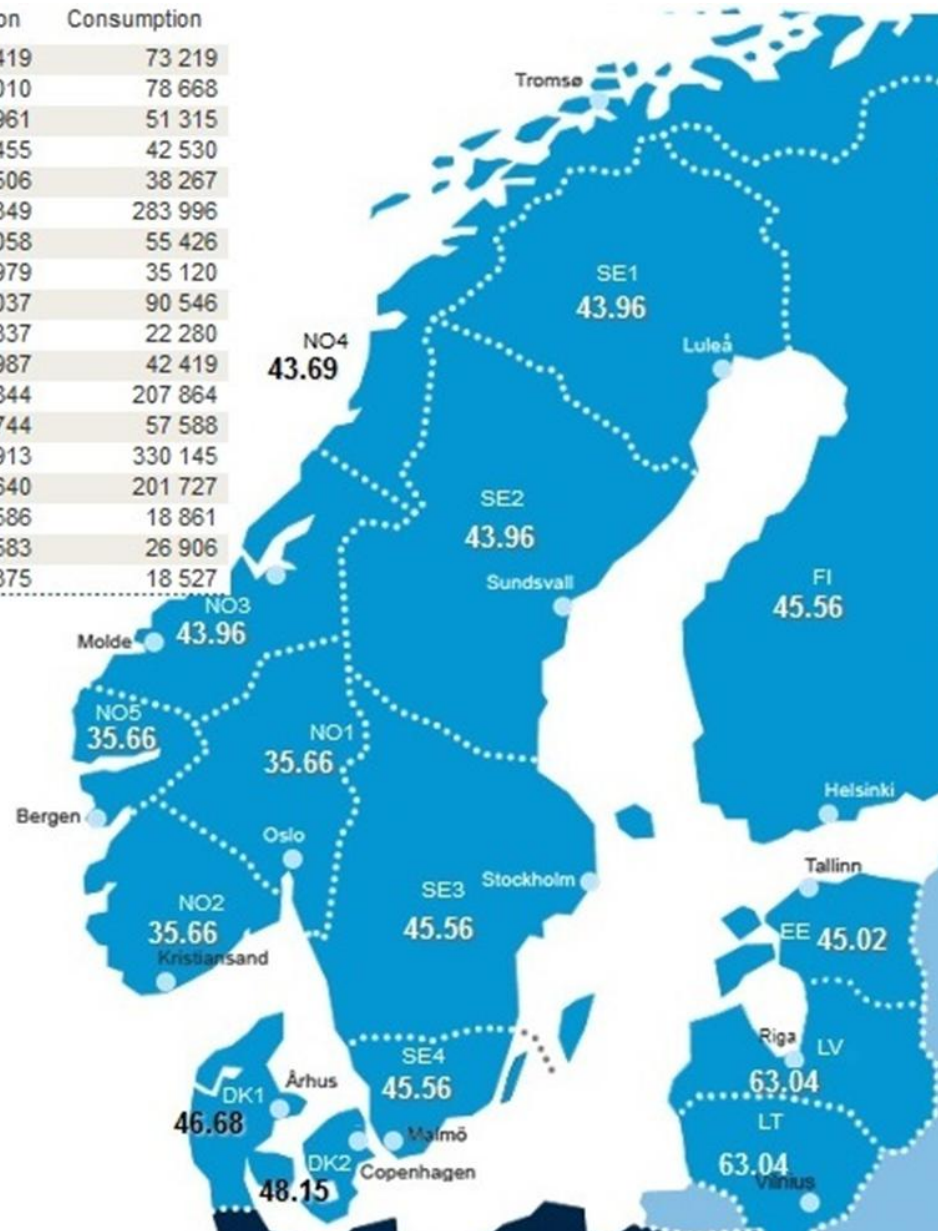 on Consumption
419 73 219
010 78 668
961 51 315
455 42 530
506 38 267
849 283 996
058 55 426
979 35 120
037 90 546
337 22 280
987 42 419
844 207 864
744 57 588
913 330 145
640 201 727
586 18 861
583 26 906
875 18 527
Tromsø
SE1
43.96
Luleå
NO4
43.69
SE2
43.96
Sundsvall
FI
45.56
NO3
43.96
Molde
NO5
35.66
NO1
35.66
Bergen
Oslo
Helsinki
Tallinn
SE3
45.56
Stockholm
NO2
35.66
Kristiansand
EE 45.02
Riga
LV
63.04
SE4
45.56
Århus
DK1
46.68
Malmö
LT
63.04
Vilnius
DK2
48.15
Copenhagen